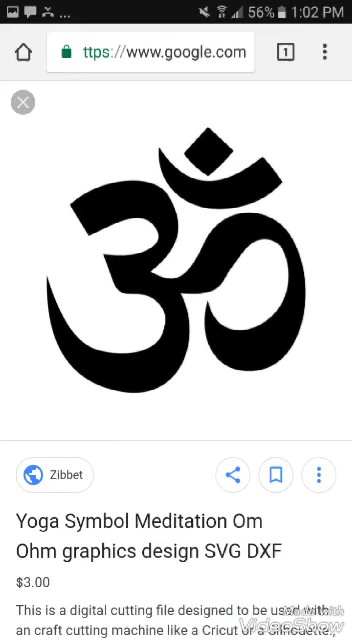 ... 56% 1:02 PM
ttps://www.google.com 1
ॐ
Zibbet
Yoga Symbol Meditation Om
Ohm graphics design SVG DXF
$3.00
This is a digital cutting file designed to be used with
an craft cutting machine like a Cricut or a Silhouette,
Made with
VideoShow